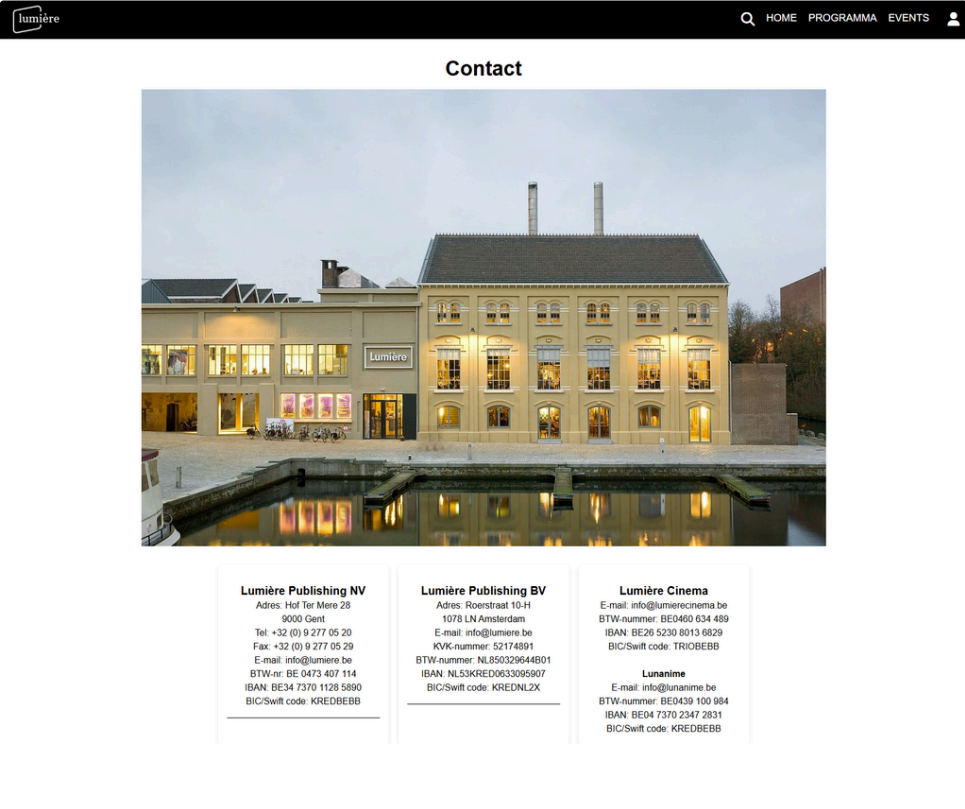 lumière
HOME PROGRAMMA EVENTS
Contact
Lumière
Lumière Publishing NV
Adres: Hof Ter Mere 28
9000 Gent
Tel: +32 (0) 9 277 05 20
Fax: +32 (0) 9 277 05 29
E-mail: info@lumiere.be
BTW-nr: BE 0473 407 114
IBAN: BE34 7370 1128 5890
BIC/Swift code: KREDBEBB
Lumière Publishing BV
Adres: Roerstraat 10-H
1078 LN Amsterdam
E-mail: info@lumiere.be
KVK-nummer: 52174891
BTW-nummer: NL850329644B01
IBAN: NL53KRED0633095907
BIC/Swift code: KREDNL2X
Lumière Cinema
E-mail: info@lumierecinema.be
BTW-nummer: BE0460 634 489
IBAN: BE26 5230 8013 6829
BIC/Swift code: TRIOBEBB
Lunanime
E-mail: info@lunanime.be
BTW-nummer: BE0439 100 984
IBAN: BE04 7370 2347 2831
BIC/Swift code: KREDBEBB